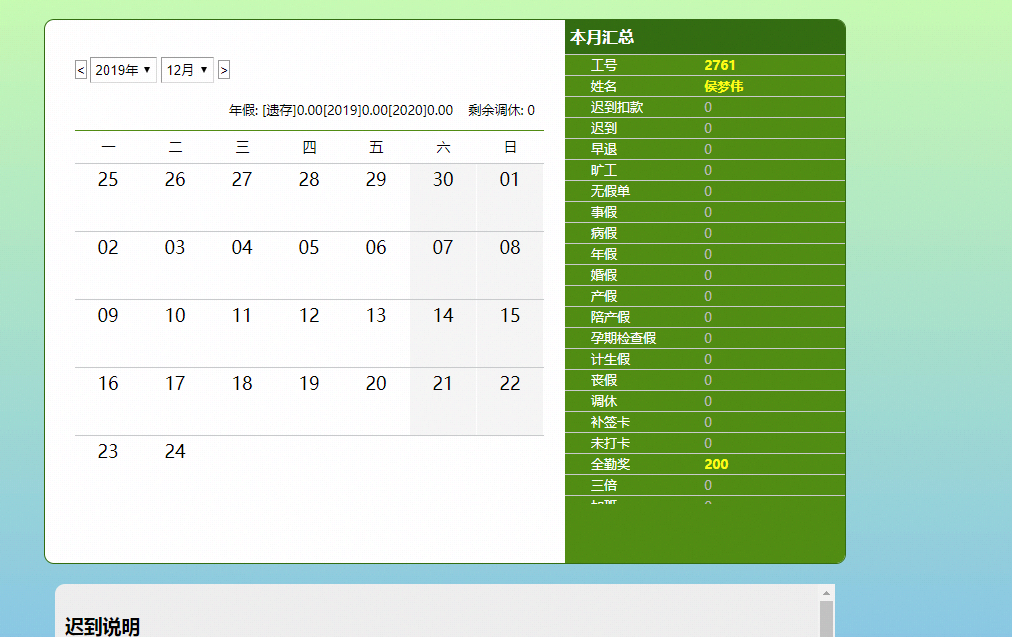 < 2019年 ▼ 12月 ▼ >
年假: [遗存]0.00[2019]0.00[2020]0.00 剩余调休: 0
一 二 三 四 五 六 日
25 26 27 28 29 30 01
02 03 04 05 06 07 08
09 10 11 12 13 14 15
16 17 18 19 20 21 22
23 24
本月汇总
工号 2761
姓名 侯梦伟
迟到扣款 0
迟到 0
早退 0
旷工 0
无假单 0
事假 0
病假 0
年假 0
婚假 0
产假 0
陪产假 0
孕期检查假 0
计生假 0
丧假 0
调休 0
补签卡 0
未打卡 0
全勤奖 200
三倍 0
迟到说明